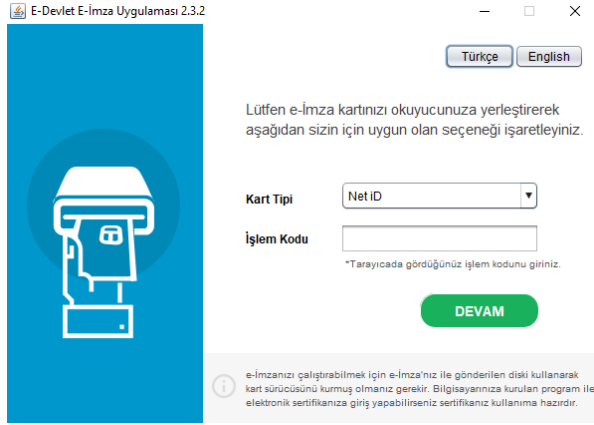 E-Devlet E-İmza Uygulaması 2.3.2
Türkçe English
Lütfen e-İmza kartınızı okuyucunuza yerleştirerek
aşağıdan sizin için uygun olan seçeneği işaretleyiniz.
Kart Tipi Net iD
İşlem Kodu
*Tarayıcada gördüğünüz işlem kodunu giriniz.
DEVAM
e-İmzanızı çalıştırabilmek için e-İmza'nız ile gönderilen diski kullanarak
kart sürücüsünü kurmuş olmanız gerekir. Bilgisayarınıza kurulan program ile
elektronik sertifikanıza giriş yapabilirseniz sertifikanız kullanıma hazırdır.